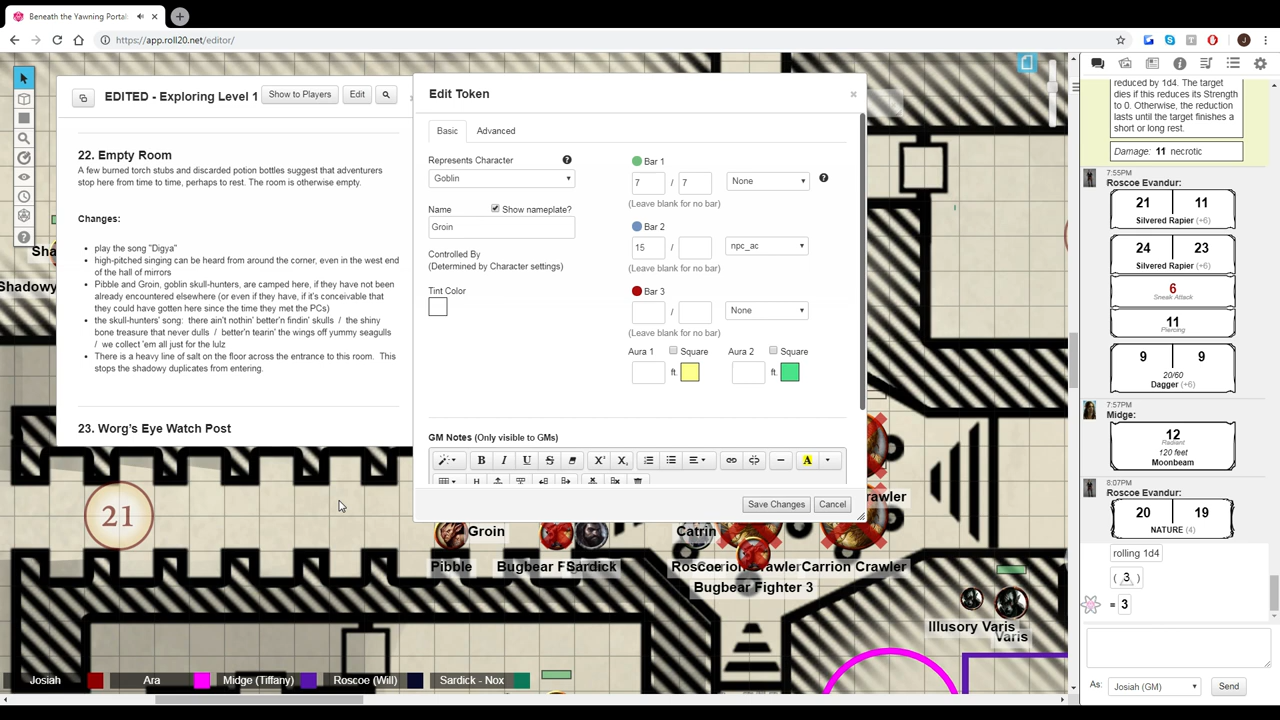 Beneath the Yawning Portal
https://app.roll20.net/editor/
EDITED - Exploring Level 1
Show to Players
Edit
22. Empty Room
A few burned torch stubs and discarded potion bottles suggest that adventurers
stop here from time to time, perhaps to rest. The room is otherwise empty.
Changes:
play the song "Digya"
high-pitched singing can be heard from around the corner, even in the west end
of the hall of mirrors
Pibble and Groin, goblin skull-hunters, are camped here, if they have not been
already encountered elsewhere (or even if they have, if it's conceivable that
they could have gotten here since the time they met the PCs)
the skull-hunters' song: there ain't nothin' better'n findin' skulls / the shiny
bone treasure that never dulls / better'n tearin' the wings off yummy seagulls
/ we collect 'em all just for the lulz
There is a heavy line of salt on the floor across the entrance to this room. This
stops the shadowy duplicates from entering.
23. Worg's Eye Watch Post
Edit Token
Basic
Advanced
Represents Character
Goblin
Name
Show nameplate?
Groin
Controlled By
(Determined by Character settings)
Tint Color
Bar 1
7 / 7
None
(Leave blank for no bar)
Bar 2
15 /
npc_ac
(Leave blank for no bar)
Bar 3
/
None
(Leave blank for no bar)
Aura 1
Square
Aura 2
Square
ft.
ft.
GM Notes (Only visible to GMs)
B I U S X² X₂ A
H
Save Changes
Cancel
Sha
Shadowy
21
Groin
Pibble
Bugbear F
Sardick
Catrin
Crawler
Rosco
ion Crawler
Carrion Crawler
Bugbear Fighter 3
Illusory Varis
Varis
Josiah
Ara
Midge (Tiffany)
Roscoe (Will)
Sardick - Nox
reduced by 1d4. The target
dies if this reduces its Strength
to 0. Otherwise, the reduction
lasts until the target finishes a
short or long rest.
Damage: 11 necrotic
7:55PM
Roscoe Evandur:
21 11
Silvered Rapier (+6)
24 23
Silvered Rapier (+6)
6
Sneak Attack
11
Piercing
9 9
20/60
Dagger (+6)
7:57PM
Midge:
12
Radiant
120 feet
Moonbeam
8:07PM
Roscoe Evandur:
20 19
NATURE (4)
rolling 1d4
( 3 )
= 3
As:
Josiah (GM)
Send